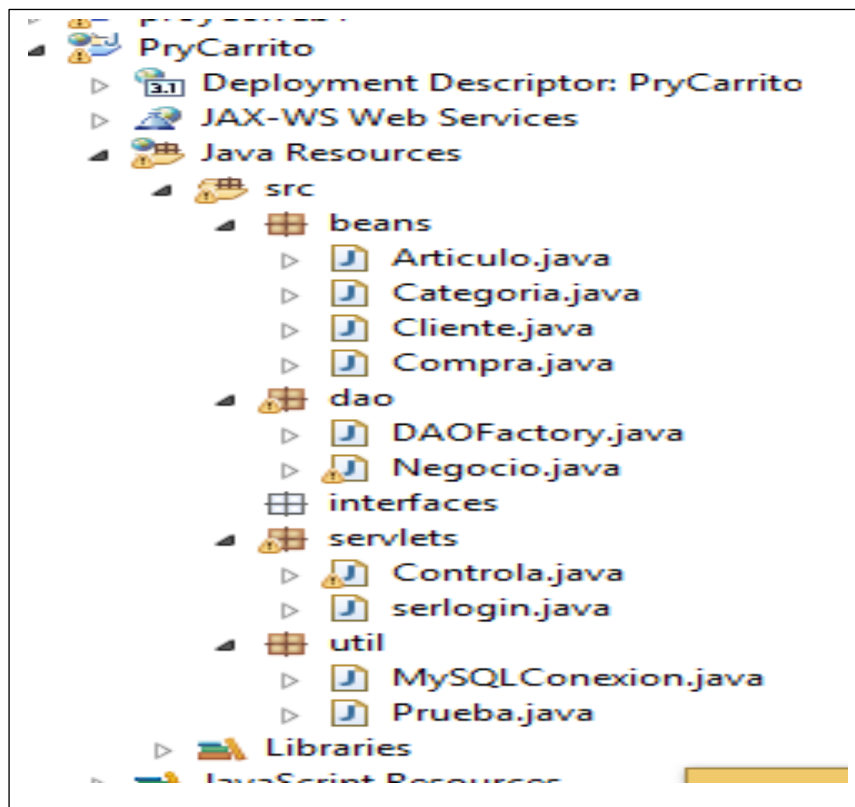 PryCarrito
3.1 Deployment Descriptor: PryCarrito
JAX-WS Web Services
Java Resources
src
beans
J Articulo.java
J Categoria.java
J Cliente.java
J Compra.java
dao
J DAOFactory.java
J Negocio.java
interfaces
servlets
J Controla.java
J serlogin.java
util
J MySQLConexion.java
J Prueba.java
Libraries
JavaScript Resources